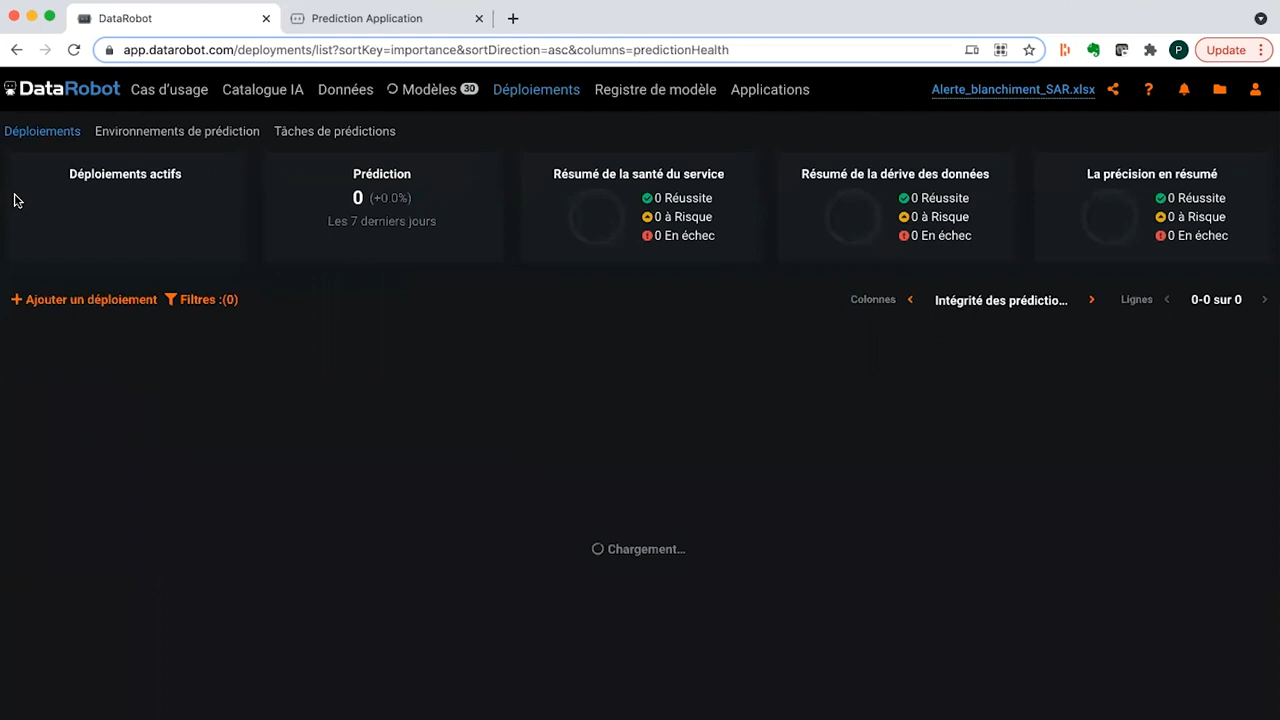 DataRobot
Prediction Application
app.datarobot.com/deployments/list?sortKey=importance&sortDirection=asc&columns=predictionHealth
P
Update
DataRobot Cas d’usage Catalogue IA Données Modèles 30 Déploiements Registre de modèle Applications Alerte_blanchiment_SAR.xlsx
Déploiements Environnements de prédiction Tâches de prédictions
Déploiements actifs
Prédiction
0 (+0.0%)
Les 7 derniers jours
Résumé de la santé du service
0 Réussite
0 à Risque
0 En échec
Résumé de la dérive des données
0 Réussite
0 à Risque
0 En échec
La précision en résumé
0 Réussite
0 à Risque
0 En échec
+ Ajouter un déploiement Filtres :(0) Colonnes Intégrité des prédictio... Lignes 0-0 sur 0
Chargement...